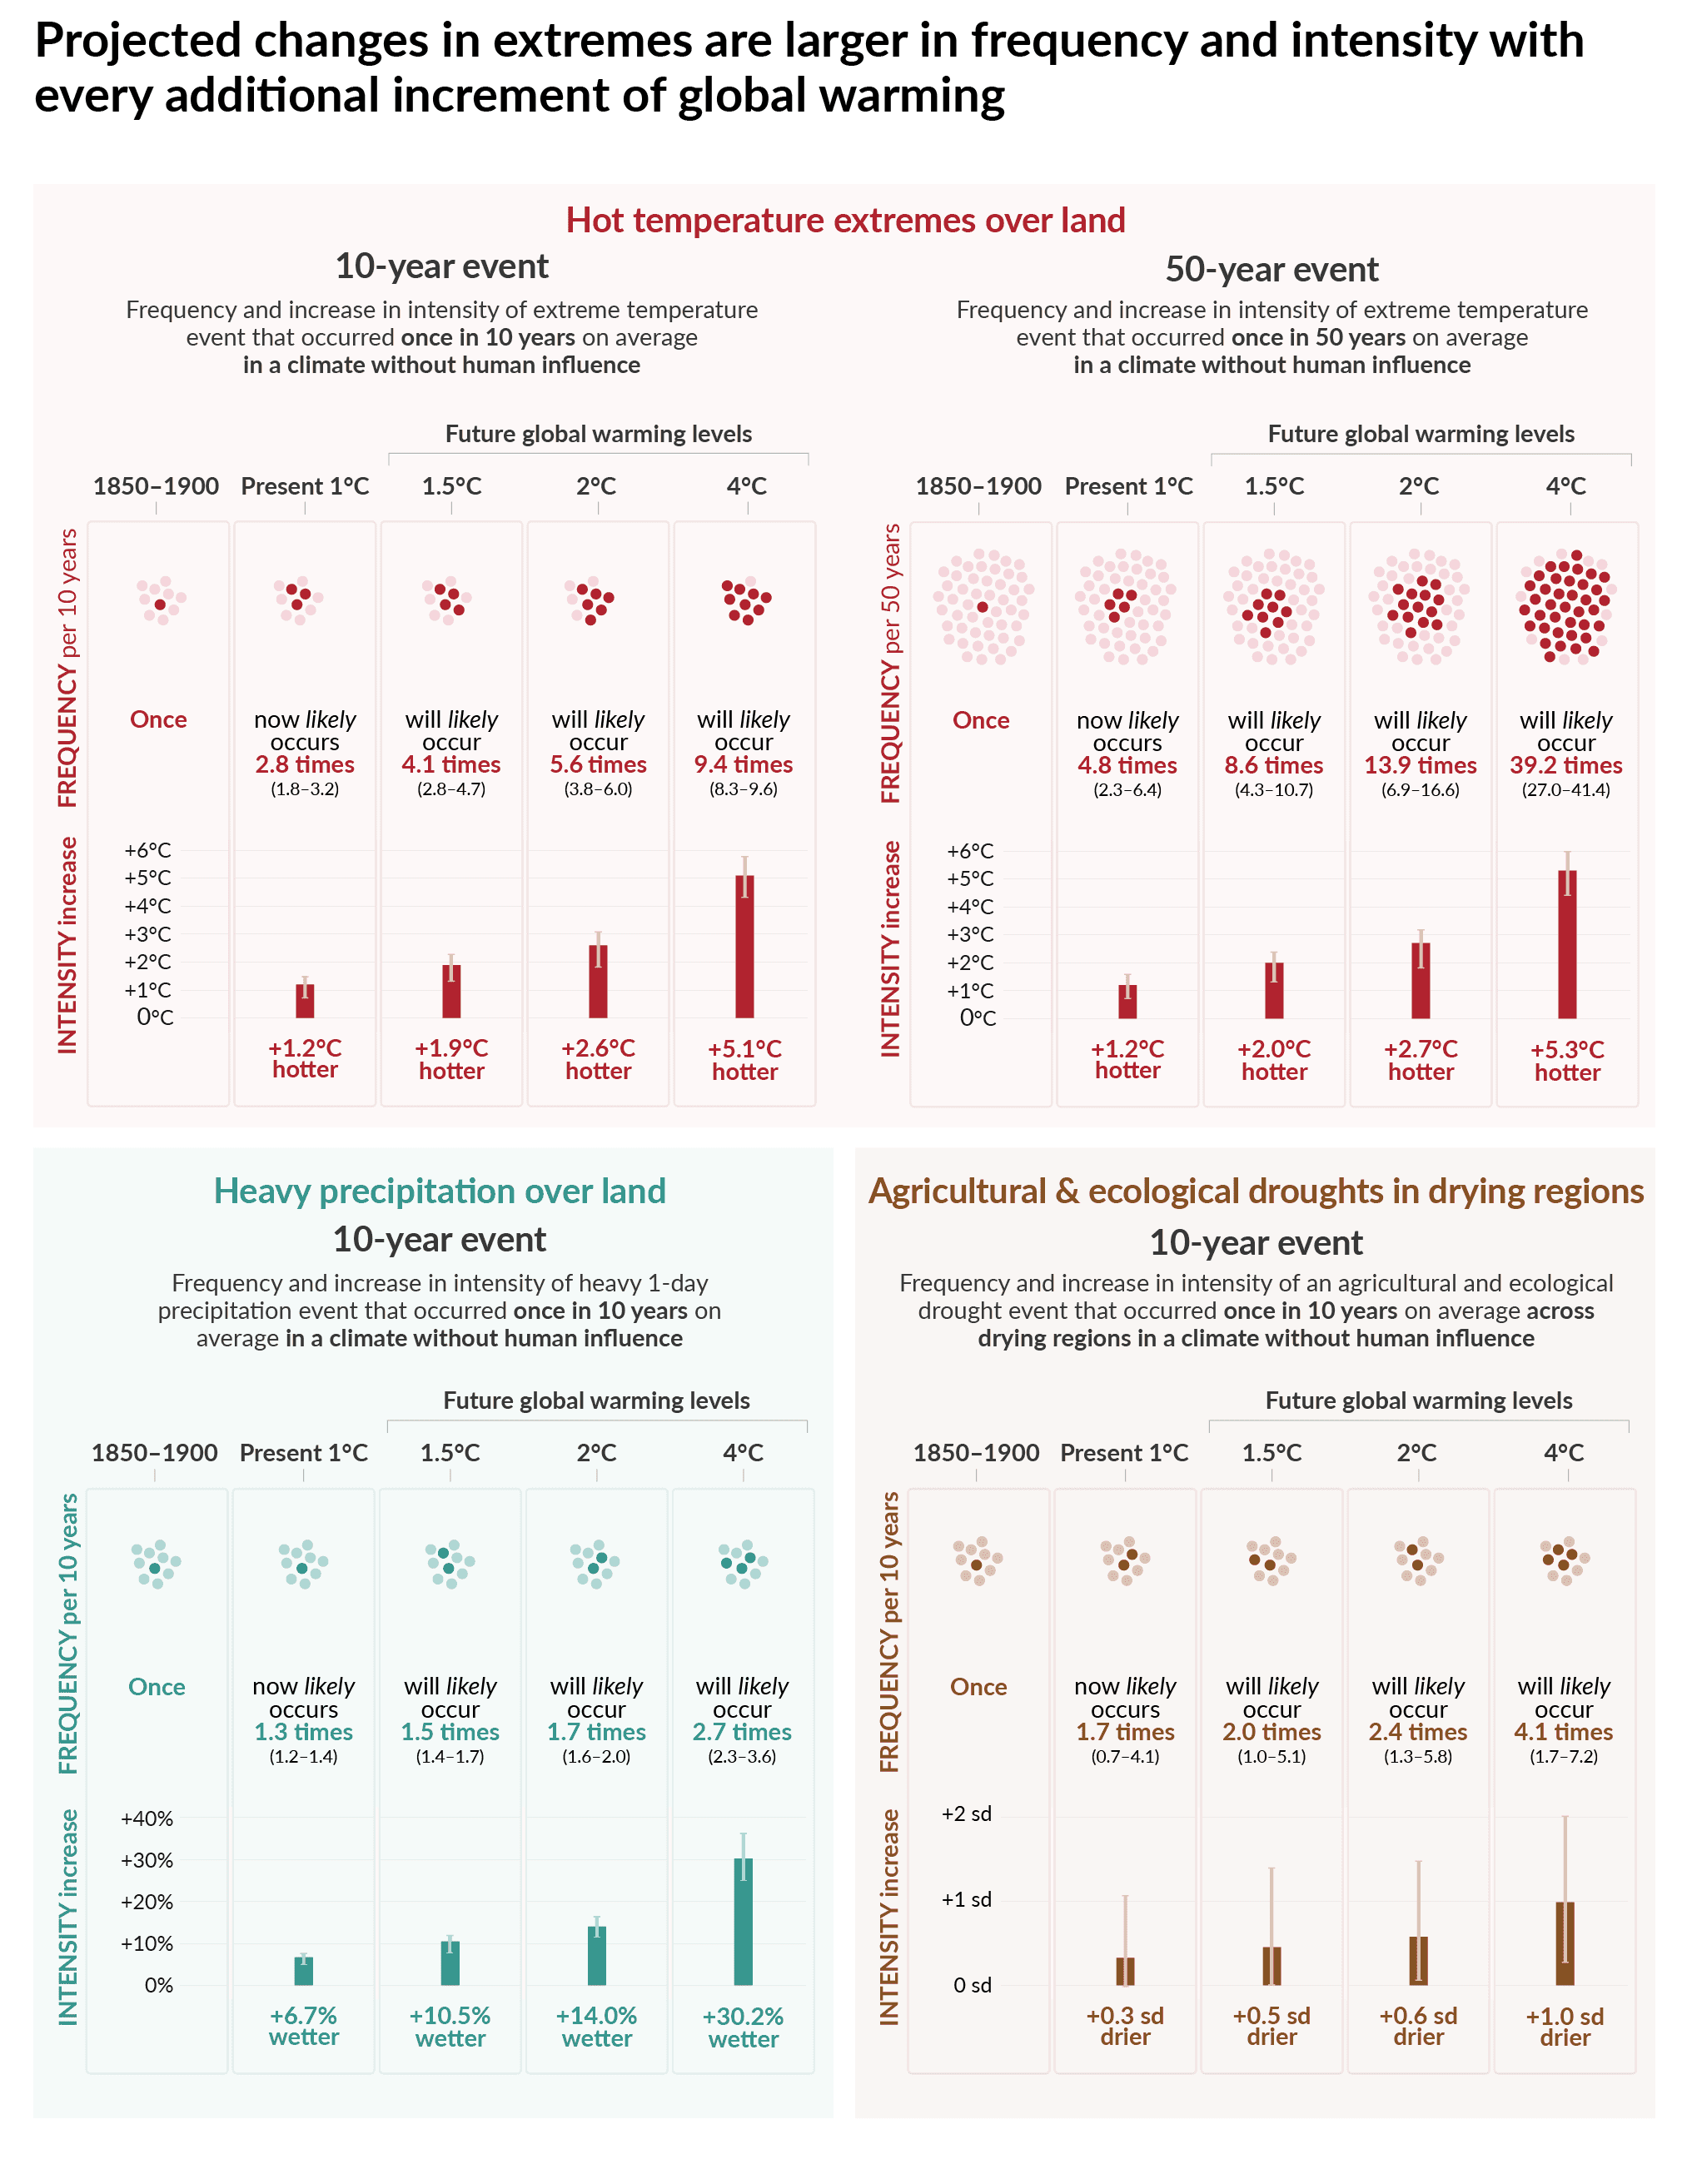 Projected changes in extremes are larger in frequency and intensity with
every additional increment of global warming
Hot temperature extremes over land
10-year event
Frequency and increase in intensity of extreme temperature
event that occurred once in 10 years on average
in a climate without human influence
Future global warming levels
1850–1900 Present 1°C 1.5°C 2°C 4°C
FREQUENCY per 10 years
Once
now likely occurs 2.8 times (1.8–3.2)
will likely occur 4.1 times (2.8–4.7)
will likely occur 5.6 times (3.8–6.0)
will likely occur 9.4 times (8.3–9.6)
INTENSITY increase
+6°C
+5°C
+4°C
+3°C
+2°C
+1°C
0°C
+1.2°C hotter
+1.9°C hotter
+2.6°C hotter
+5.1°C hotter
50-year event
Frequency and increase in intensity of extreme temperature
event that occurred once in 50 years on average
in a climate without human influence
Future global warming levels
1850–1900 Present 1°C 1.5°C 2°C 4°C
FREQUENCY per 50 years
Once
now likely occurs 4.8 times (2.3–6.4)
will likely occur 8.6 times (4.3–10.7)
will likely occur 13.9 times (6.9–16.6)
will likely occur 39.2 times (27.0–41.4)
INTENSITY increase
+6°C
+5°C
+4°C
+3°C
+2°C
+1°C
0°C
+1.2°C hotter
+2.0°C hotter
+2.7°C hotter
+5.3°C hotter
Heavy precipitation over land
10-year event
Frequency and increase in intensity of heavy 1-day
precipitation event that occurred once in 10 years on
average in a climate without human influence
Future global warming levels
1850–1900 Present 1°C 1.5°C 2°C 4°C
FREQUENCY per 10 years
Once
now likely occurs 1.3 times (1.2–1.4)
will likely occur 1.5 times (1.4–1.7)
will likely occur 1.7 times (1.6–2.0)
will likely occur 2.7 times (2.3–3.6)
INTENSITY increase
+40%
+30%
+20%
+10%
0%
+6.7% wetter
+10.5% wetter
+14.0% wetter
+30.2% wetter
Agricultural & ecological droughts in drying regions
10-year event
Frequency and increase in intensity of an agricultural and ecological
drought event that occurred once in 10 years on average across
drying regions in a climate without human influence
Future global warming levels
1850–1900 Present 1°C 1.5°C 2°C 4°C
FREQUENCY per 10 years
Once
now likely occurs 1.7 times (0.7–4.1)
will likely occur 2.0 times (1.0–5.1)
will likely occur 2.4 times (1.3–5.8)
will likely occur 4.1 times (1.7–7.2)
INTENSITY increase
+2 sd
+1 sd
0 sd
+0.3 sd drier
+0.5 sd drier
+0.6 sd drier
+1.0 sd drier